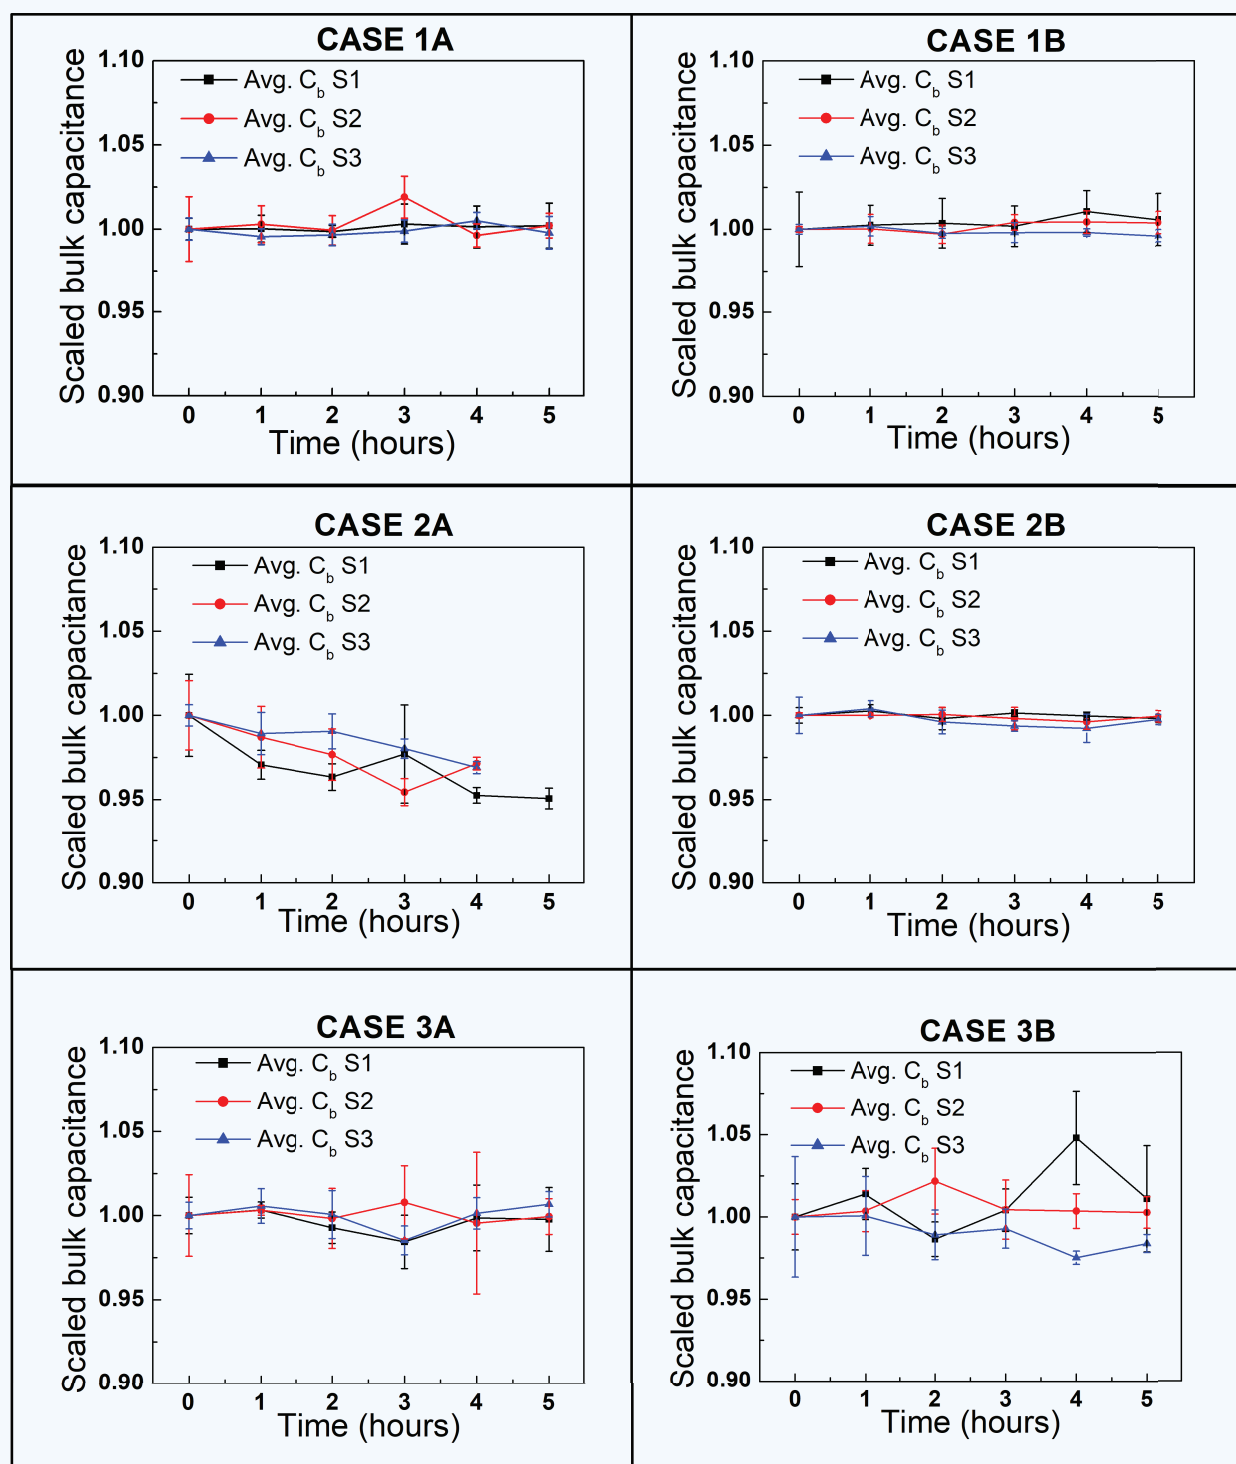 CASE 1A
Scaled bulk capacitance
1.10
1.05
1.00
0.95
0.90
Avg. Cb S1
Avg. Cb S2
Avg. Cb S3
0 1 2 3 4 5
Time (hours)
CASE 1B
Scaled bulk capacitance
1.10
1.05
1.00
0.95
0.90
Avg. Cb S1
Avg. Cb S2
Avg. Cb S3
0 1 2 3 4 5
Time (hours)
CASE 2A
Scaled bulk capacitance
1.10
1.05
1.00
0.95
0.90
Avg. Cb S1
Avg. Cb S2
Avg. Cb S3
0 1 2 3 4 5
Time (hours)
CASE 2B
Scaled bulk capacitance
1.10
1.05
1.00
0.95
0.90
Avg. Cb S1
Avg. Cb S2
Avg. Cb S3
0 1 2 3 4 5
Time (hours)
CASE 3A
Scaled bulk capacitance
1.10
1.05
1.00
0.95
0.90
Avg. Cb S1
Avg. Cb S2
Avg. Cb S3
0 1 2 3 4 5
Time (hours)
CASE 3B
Scaled bulk capacitance
1.10
1.05
1.00
0.95
0.90
Avg. Cb S1
Avg. Cb S2
Avg. Cb S3
0 1 2 3 4 5
Time (hours)